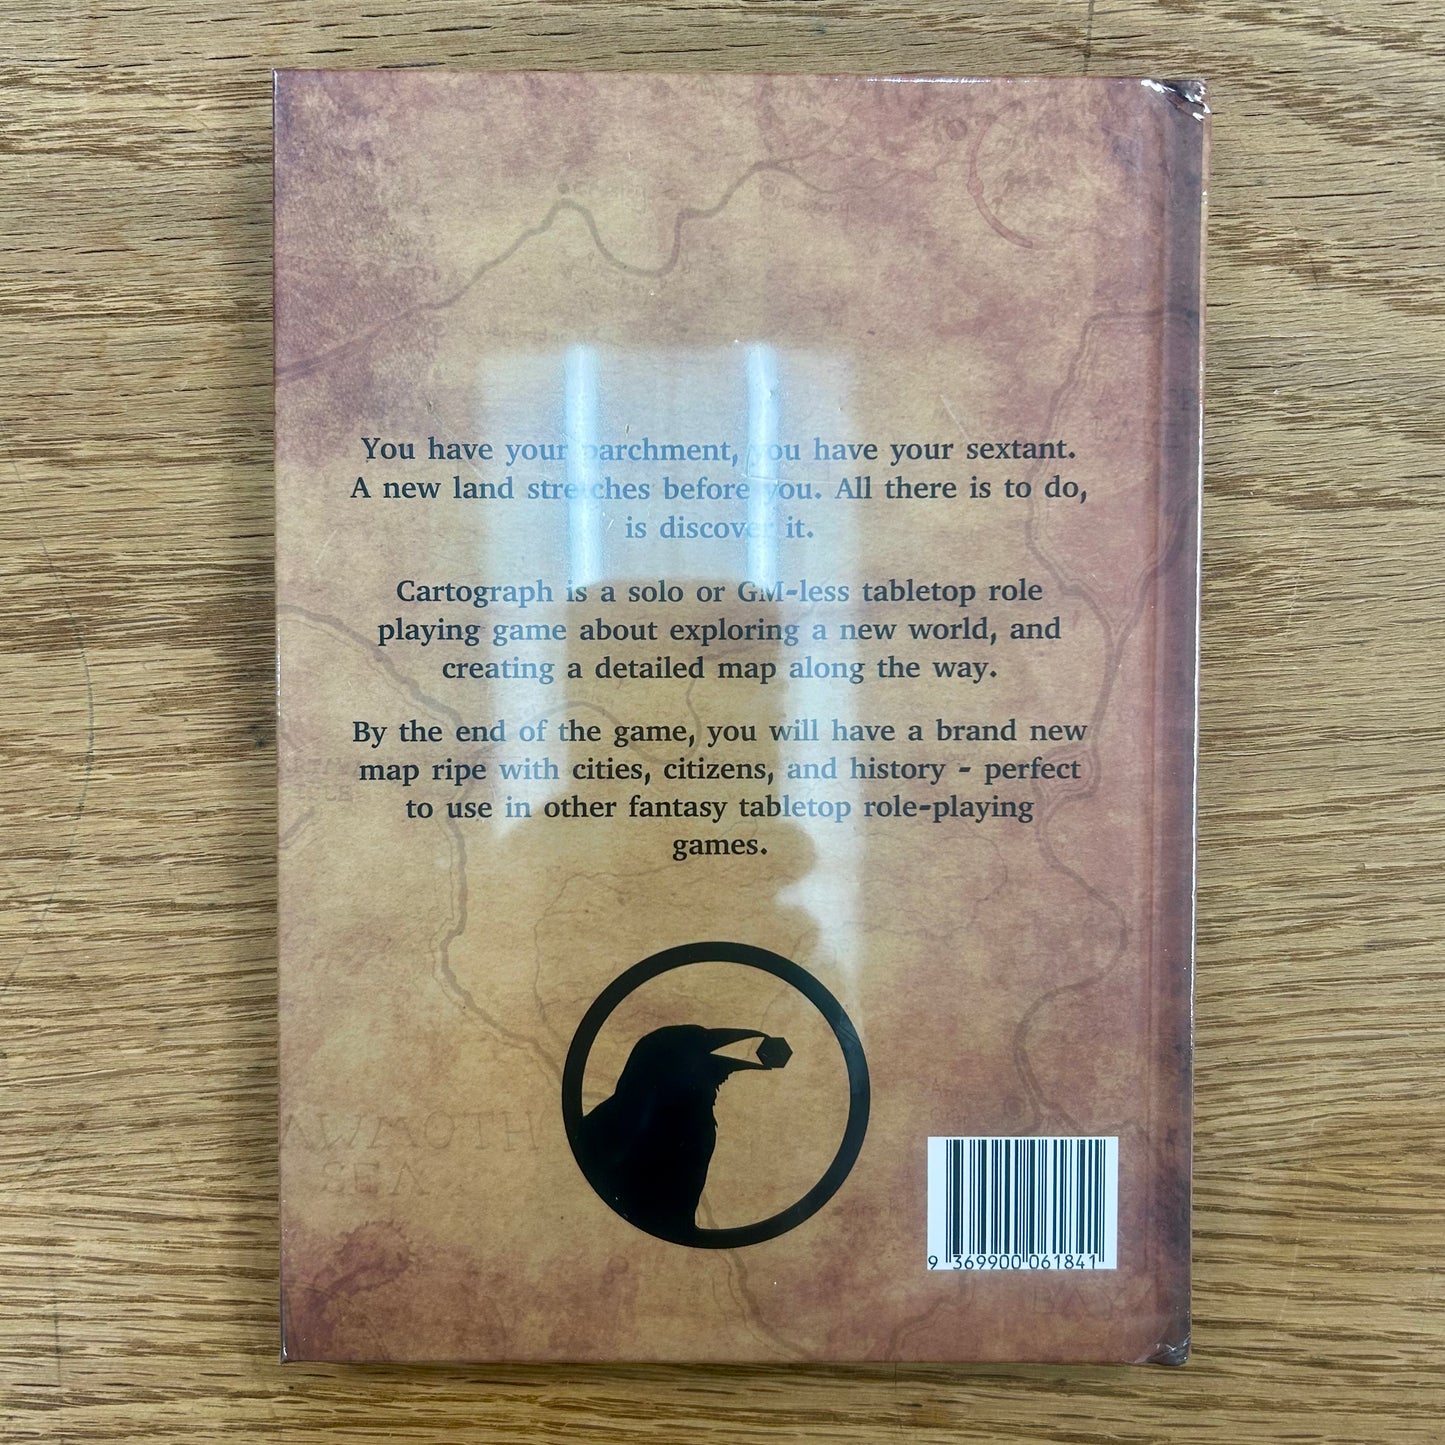 You have your parchment, you have your sextant.
A new land stretches before you. All there is to do,
is discover it.
Cartograph is a solo or GM-less tabletop role
playing game about exploring a new world, and
creating a detailed map along the way.
By the end of the game, you will have a brand new
map ripe with cities, citizens, and history - perfect
to use in other fantasy tabletop role-playing
games.
SEA
9 369900 061841